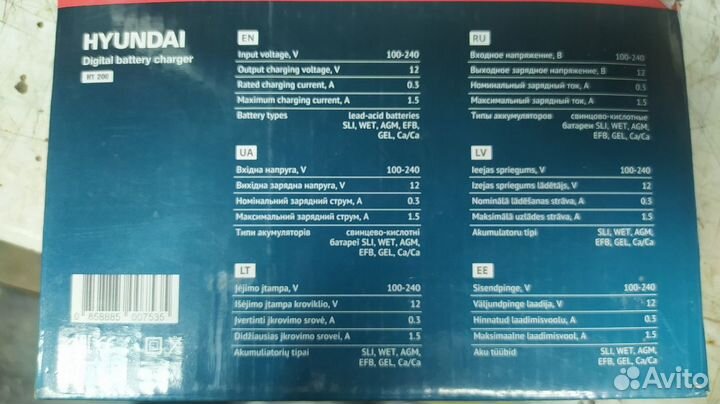 HYUNDAI
Digital battery charger
HY 200
EN
Input voltage, V 100-240
Output charging voltage, V 12
Rated charging current, A 0.3
Maximum charging current, A 1.5
Battery types lead-acid batteries
SLI, WET, AGM, EFB,
GEL, Ca/Ca
RU
Входное напряжение, В 100-240
Выходное зарядное напряжение, В 12
Номинальный зарядный ток, А 0.3
Максимальный зарядный ток, А 1.5
Типы аккумуляторов свинцово-кислотные
батареи SLI, WET, AGM,
EFB, GEL, Ca/Ca
UA
Вхідна напруга, V 100-240
Вихідна зарядна напруга, V 12
Номінальний зарядний струм, А 0.3
Максимальний зарядний струм, А 1.5
Типи акумуляторів свинцево-кислотні
батареї SLI, WET, AGM,
EFB, GEL, Ca/Ca
LV
Ieejas spriegums, V 100-240
Izejas spriegums lādētājs, V 12
Nominālā lādēšanas strāva, A 0.3
Maksimālā uzlādes strāva, A 1.5
Akumulatoru tipi SLI, WET, AGM,
EFB, GEL, Ca/Ca
LT
Įėjimo įtampa, V 100-240
Išėjimo įtampa kroviklio, V 12
Įvertinti įkrovimo srovė, A 0.3
Didžiausias įkrovimo srovei, A 1.5
Akumuliatorių tipai SLI, WET, AGM,
EFB, GEL, Ca/Ca
EE
Sisendpinge, V 100-240
Väljundpinge laadija, V 12
Hinnatud laadimisvoolu, A 0.3
Maksimaalne laadimisvoolu, A 1.5
Aku tüübid SLI, WET, AGM,
EFB, GEL, Ca/Ca
0 858885 007535
EAC
Avito